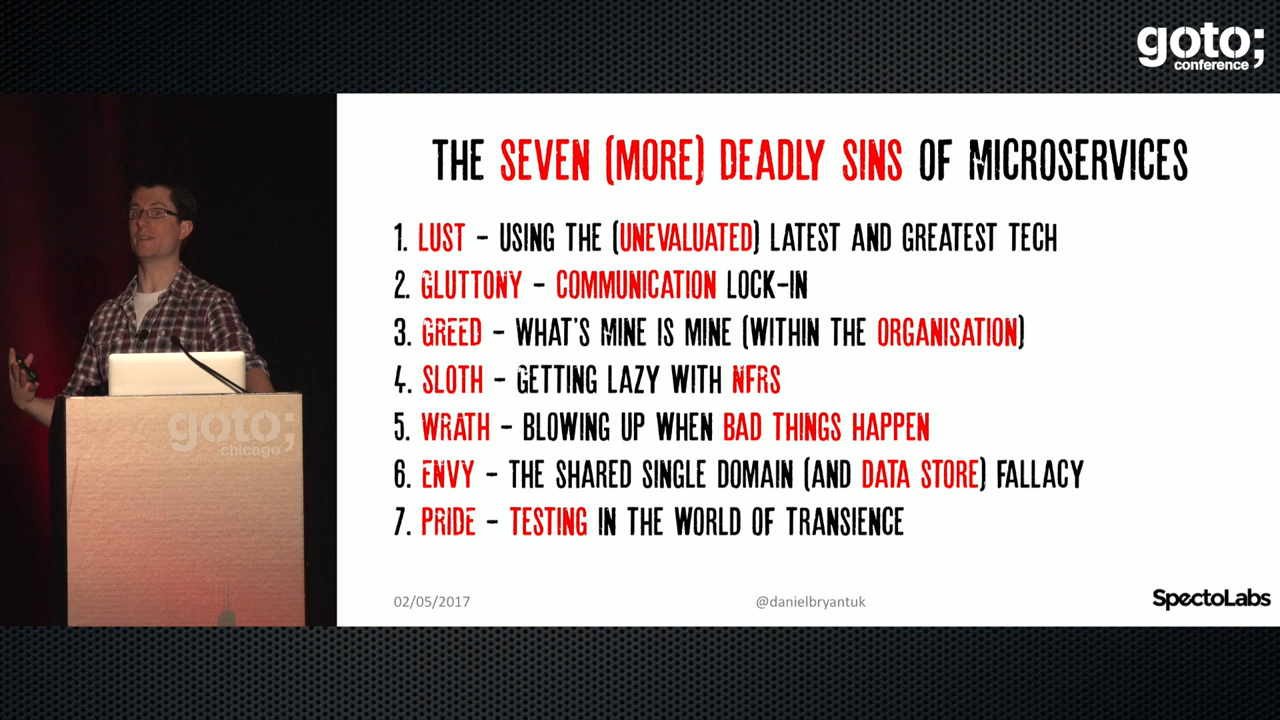 goto;
conference
THE SEVEN (MORE) DEADLY SINS OF MICROSERVICES
1. LUST – USING THE (UNEVALUATED) LATEST AND GREATEST TECH
2. GLUTTONY – COMMUNICATION LOCK-IN
3. GREED – WHAT'S MINE IS MINE (WITHIN THE ORGANISATION)
4. SLOTH – GETTING LAZY WITH NFRS
5. WRATH – BLOWING UP WHEN BAD THINGS HAPPEN
6. ENVY – THE SHARED SINGLE DOMAIN (AND DATA STORE) FALLACY
7. PRIDE – TESTING IN THE WORLD OF TRANSIENCE
02/05/2017
@danielbryantuk
SpectoLabs
goto;
chicago